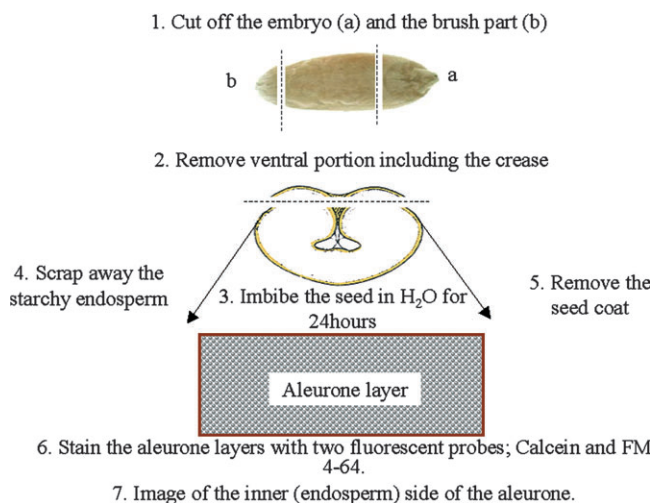 1. Cut off the embryo (a) and the brush part (b)
b
a
2. Remove ventral portion including the crease
4. Scrap away the
starchy endosperm
3. Imbibe the seed in H₂O for
24hours
5. Remove the
seed coat
Aleurone layer
6. Stain the aleurone layers with two fluorescent probes; Calcein and FM
4-64.
7. Image of the inner (endosperm) side of the aleurone.